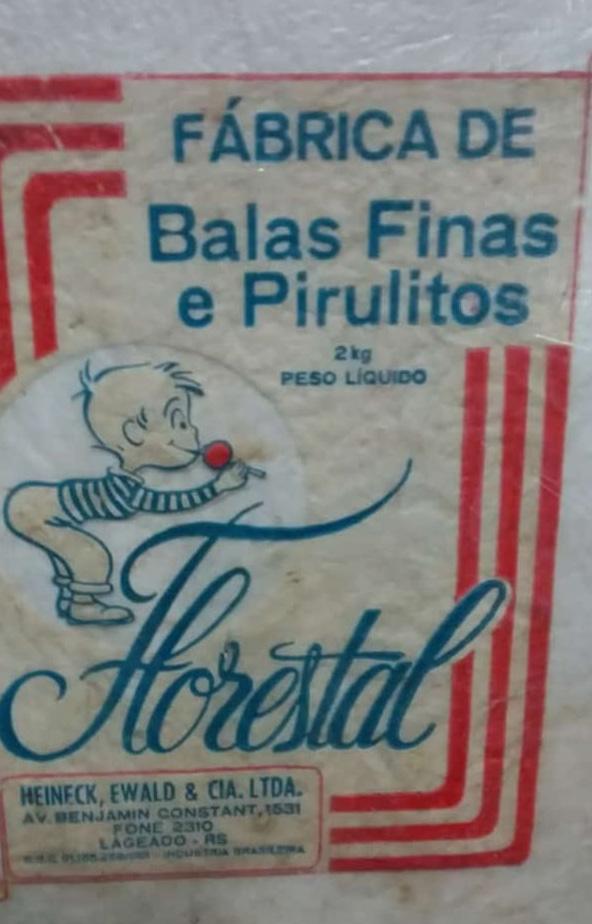 FÁBRICA DE
Balas Finas
e Pirulitos
2kg
PESO LÍQUIDO
Florestal
HEINECK, EWALD & CIA. LTDA.
AV. BENJAMIN CONSTANT, 1531
FONE 2310
LAGEADO - RS
INDÚSTRIA BRASILEIRA